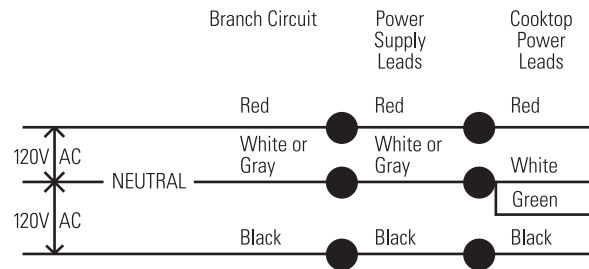 Branch Circuit
Power
Supply
Leads
Cooktop
Power
Leads
Red Red Red
120V AC
White or
Gray
White or
Gray
NEUTRAL
White
Green
120V AC
Black Black Black